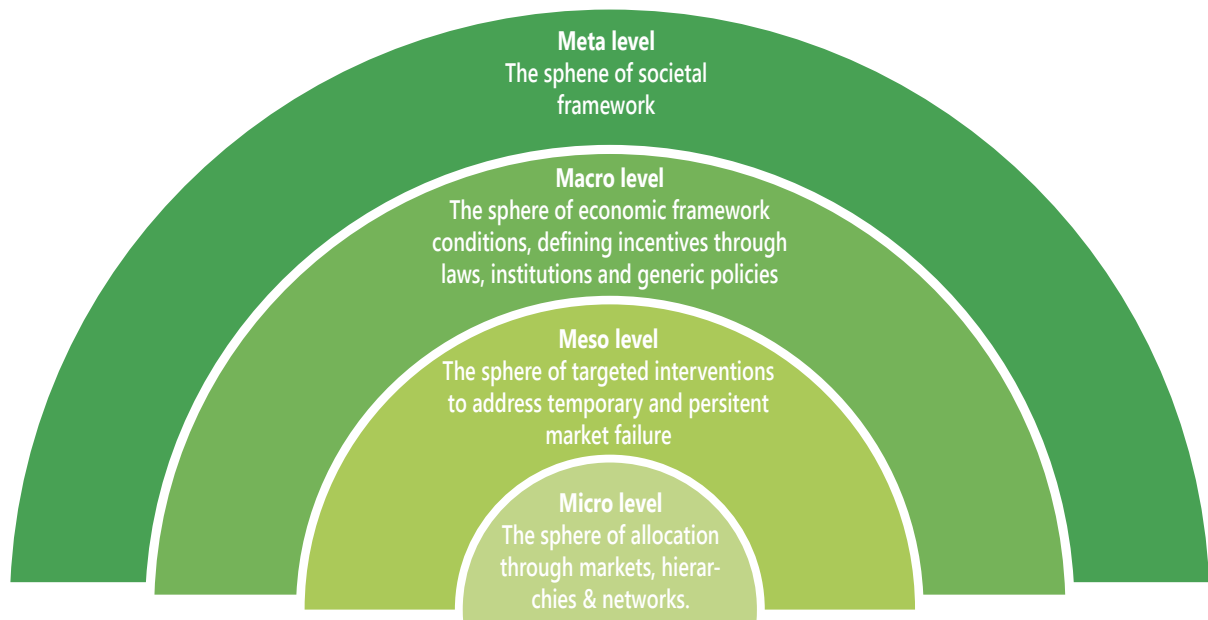 Meta level
The sphene of societal
framework
Macro level
The sphere of economic framework
conditions, defining incentives through
laws, institutions and generic policies
Meso level
The sphere of targeted interventions
to address temporary and persitent
market failure
Micro level
The sphere of allocation
through markets, hierar-
chies & networks.